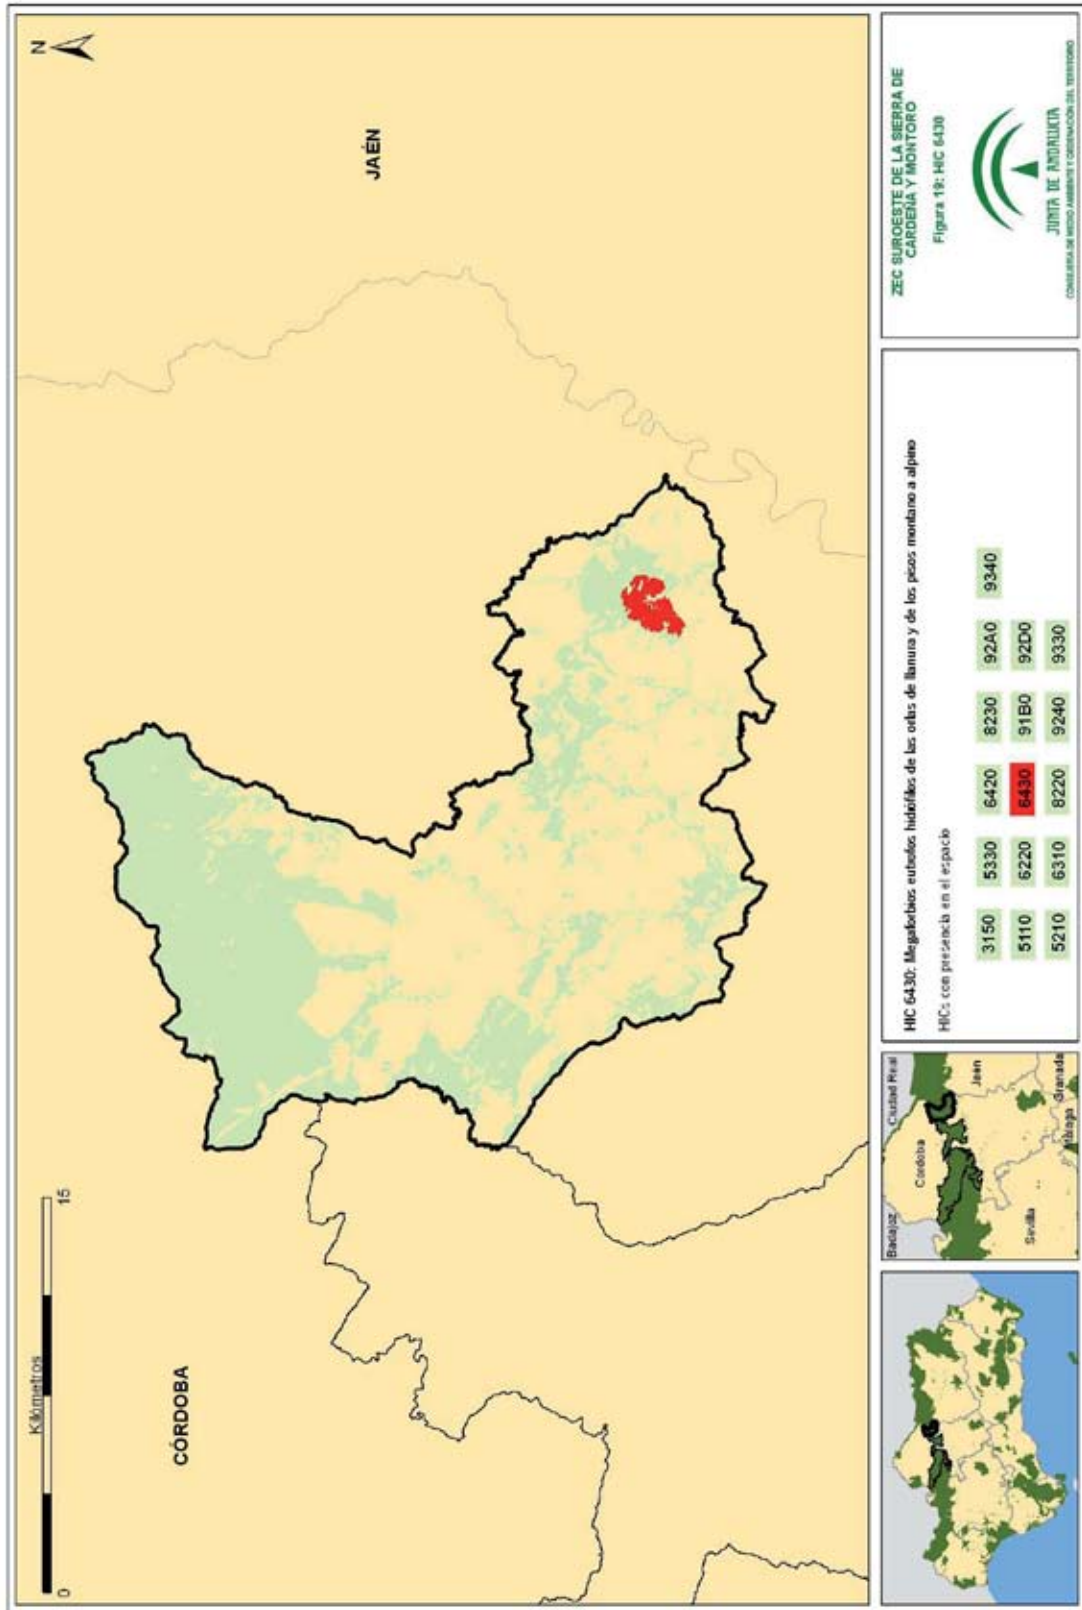 N
JAÉN
CÓRDOBA
Kilómetros
0
15
Badajoz
Ciudad Real
Córdoba
Jaén
Sevilla
Granada
Málaga
HIC 6430: Megaforbios eutrofos hidrófilos de las orlas de llanura y de los pisos montano a alpino
HICs con presencia en el espacio
3150 5330 6420 8230 92A0 9340
5110 6220 6430 91B0 92D0
5210 6310 8220 9240 9330
ZEC SUROESTE DE LA SIERRA DE
CARDEÑA Y MONTORO
Figura 19: HIC 6430
JUNTA DE ANDALUCIA
CONSEJERÍA DE MEDIO AMBIENTE Y ORDENACIÓN DEL TERRITORIO